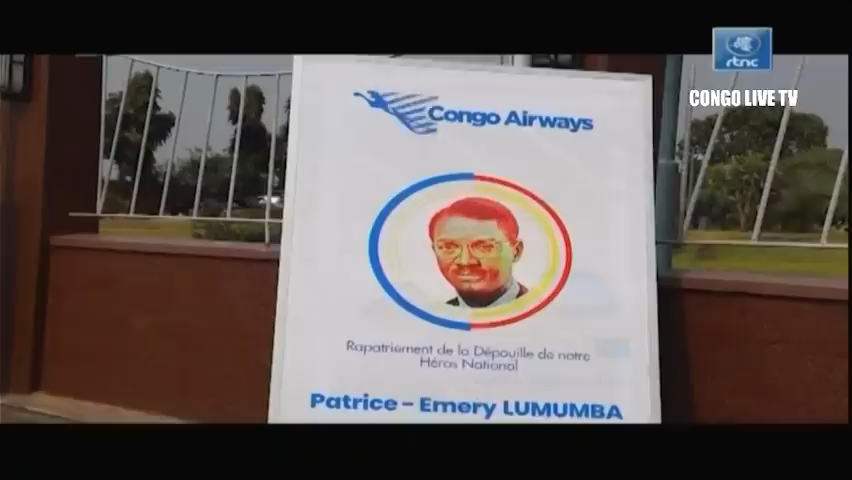 rtnc
CONGO LIVE TV
Congo Airways
Rapatriement de la Dépouille de notre
Héros National
Patrice – Emery LUMUMBA